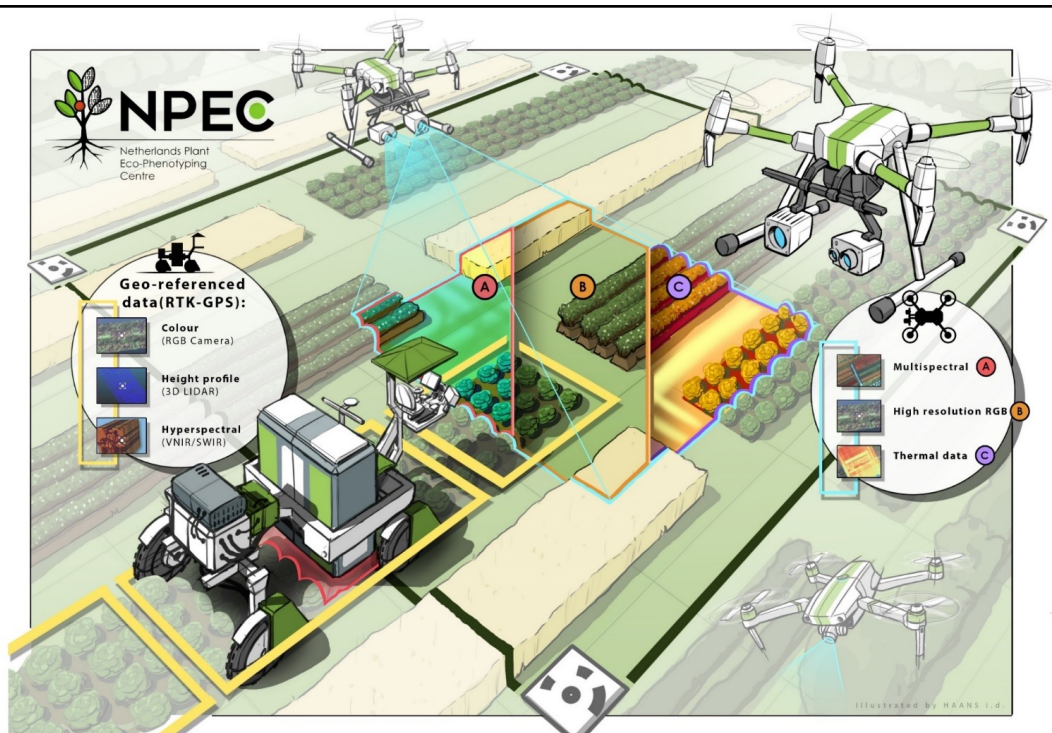 NPEC
Netherlands Plant
Eco-Phenotyping
Centre
Geo-referenced
data(RTK-GPS):
Colour
(RGB Camera)
Height profile
(3D LIDAR)
Hyperspectral
(VNIR/SWIR)
A
B
C
Multispectral A
High resolution RGB B
Thermal data C
Illustrated by HAANS i.d.